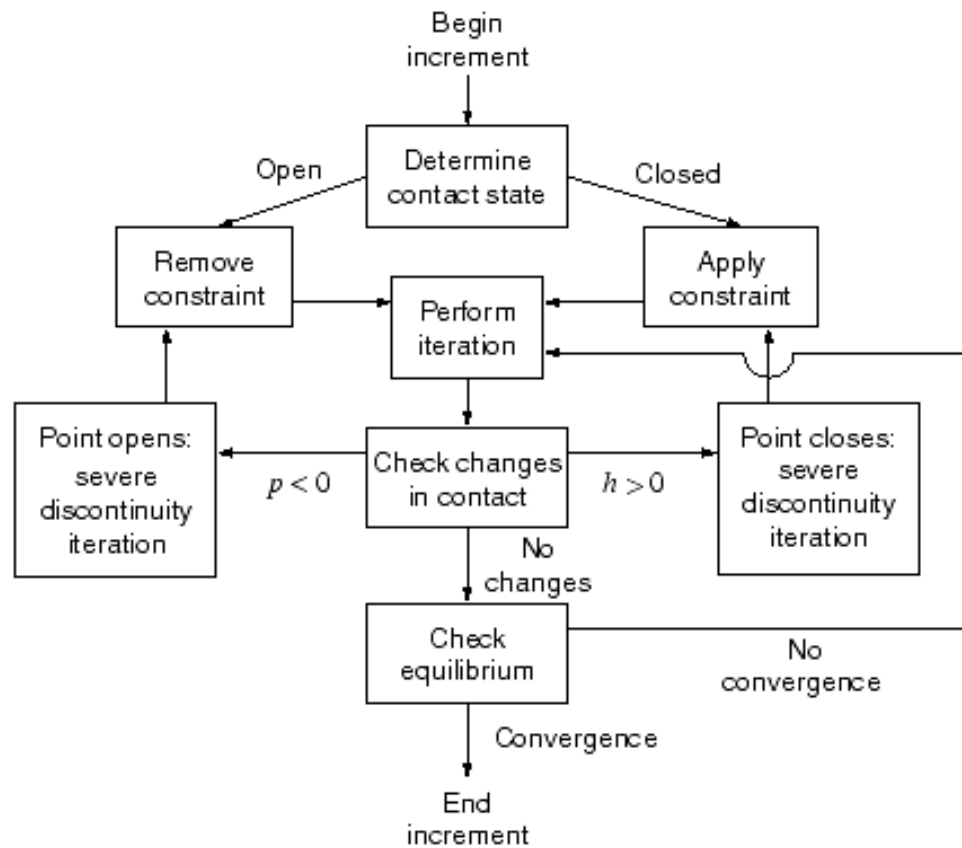 Begin
increment
Determine
contact state
Open
Closed
Remove
constraint
Apply
constraint
Perform
iteration
Point opens:
severe
discontinuity
iteration
p < 0
Check changes
in contact
h > 0
Point closes:
severe
discontinuity
iteration
No
changes
Check
equilibrium
No
convergence
Convergence
End
increment